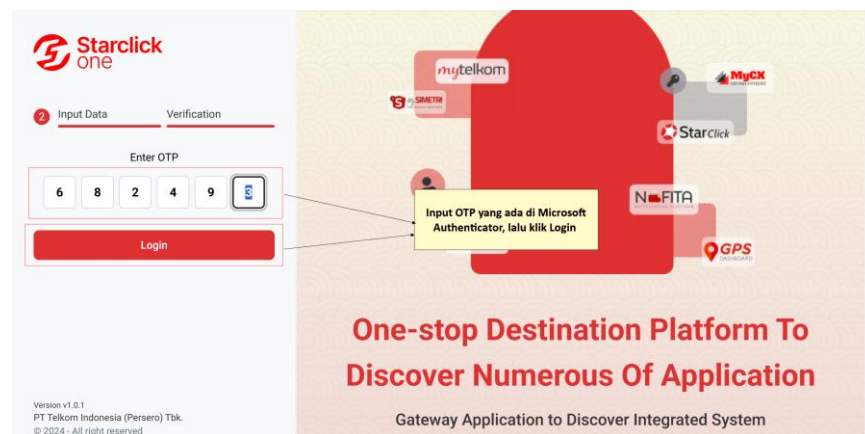 Starclick
one
2 Input Data Verification
Enter OTP
6 8 2 4 9 3
Login
Version v1.0.1
PT Telkom Indonesia (Persero) Tbk.
© 2024 - All right reserved
mytelkom
MyCX
StarClick
GPS
DASHBOARD
Input OTP yang ada di Microsoft
Authenticator, lalu klik Login
One-stop Destination Platform To
Discover Numerous Of Application
Gateway Application to Discover Integrated System